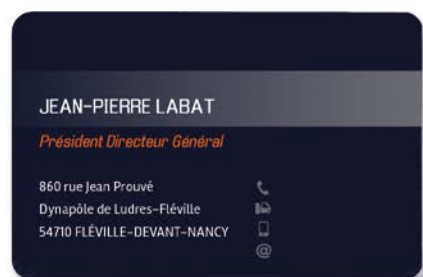 JEAN-PIERRE LABAT
Président Directeur Général
860 rue Jean Prouvé
Dynapôle de Ludres-Fléville
54710 FLÉVILLE-DEVANT-NANCY
@